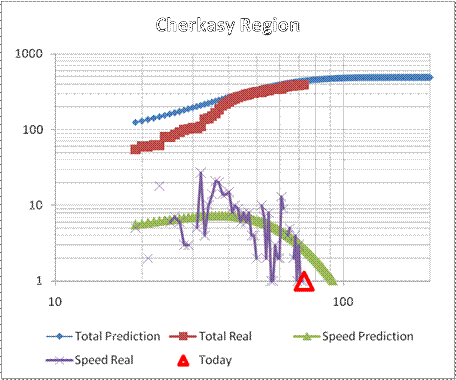 Cherkasy Region
1000
100
10
1
10
100
Total Prediction
Total Real
Speed Prediction
Speed Real
Today